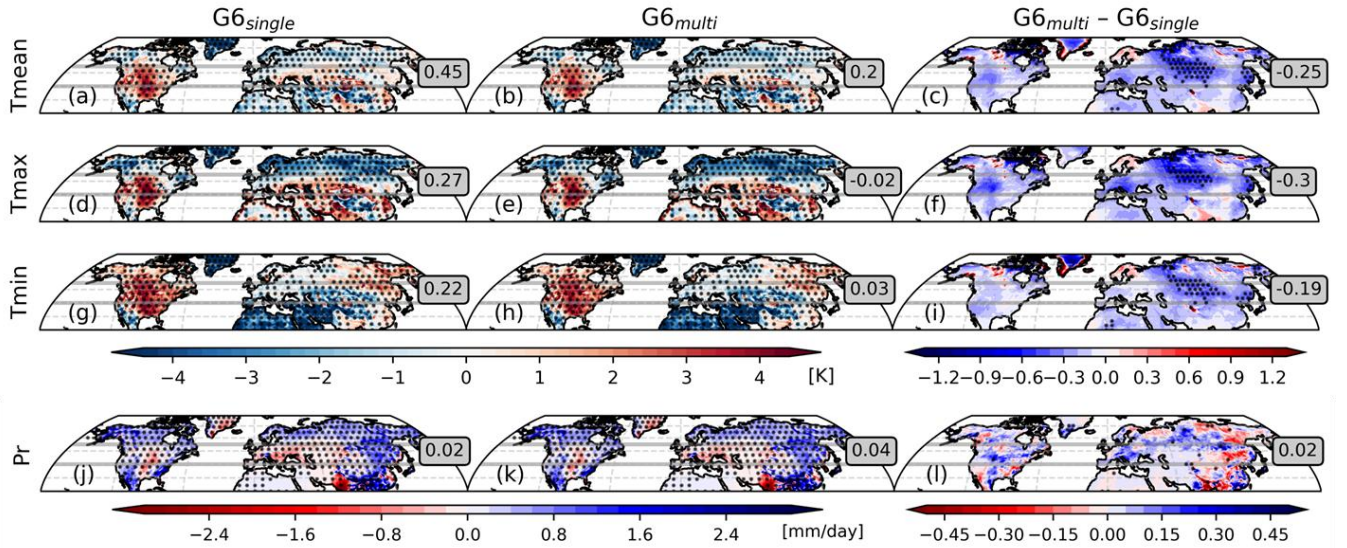 G6single G6multi G6multi – G6single
Tmean (a) 0.45 (b) 0.2 (c) -0.25
Tmax (d) 0.27 (e) -0.02 (f) -0.3
Tmin (g) 0.22 (h) 0.03 (i) -0.19
−4 −3 −2 −1 0 1 2 3 4 [K] −1.2 −0.9 −0.6 −0.3 0.0 0.3 0.6 0.9 1.2
Pr (j) 0.02 (k) 0.04 (l) 0.02
−2.4 −1.6 −0.8 0.0 0.8 1.6 2.4 [mm/day] −0.45 −0.30 −0.15 0.00 0.15 0.30 0.45